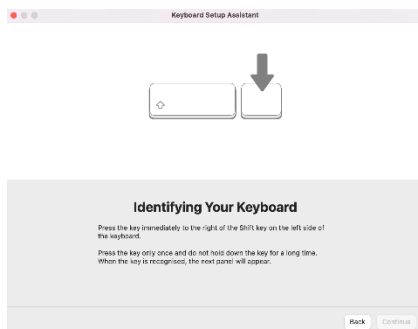 Keyboard Setup Assistant
Identifying Your Keyboard
Press the key immediately to the right of the Shift key on the left side of
the keyboard.
Press the key only once and do not hold down the key for a long time.
When the key is recognised, the next panel will appear.
Back Continue